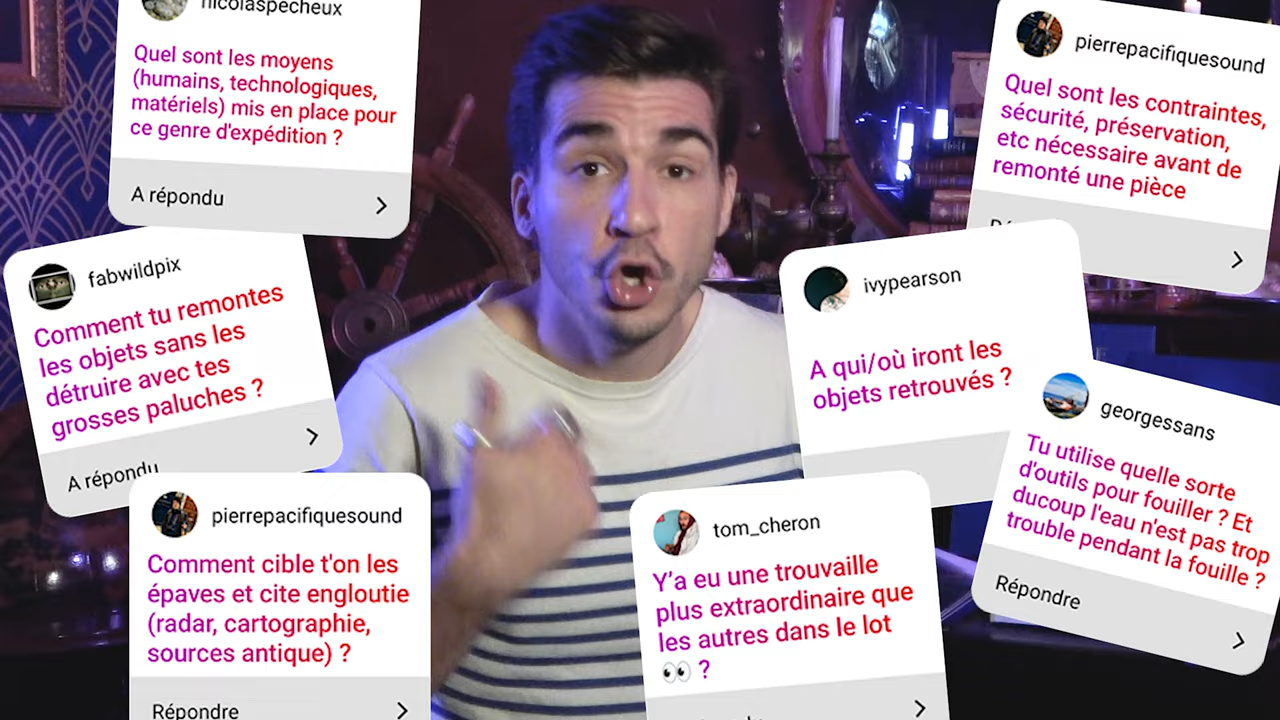 nicolaspecheux
Quel sont les moyens
(humains, technologiques,
matériels) mis en place pour
ce genre d'expédition ?
A répondu
pierrepacifiquesound
Quel sont les contraintes,
sécurité, préservation,
etc nécessaire avant de
remonté une pièce
fabwildpix
Comment tu remontes
les objets sans les
détruire avec tes
grosses paluches ?
A répondu
ivypearson
A qui/où iront les
objets retrouvés ?
georgessans
Tu utilise quelle sorte
d'outils pour fouiller ? Et
ducoup l'eau n'est pas trop
trouble pendant la fouille ?
Répondre
pierrepacifiquesound
Comment cible t'on les
épaves et cite engloutie
(radar, cartographie,
sources antique) ?
Répondre
tom_cheron
Y'a eu une trouvaille
plus extraordinaire que
les autres dans le lot
👀 ?